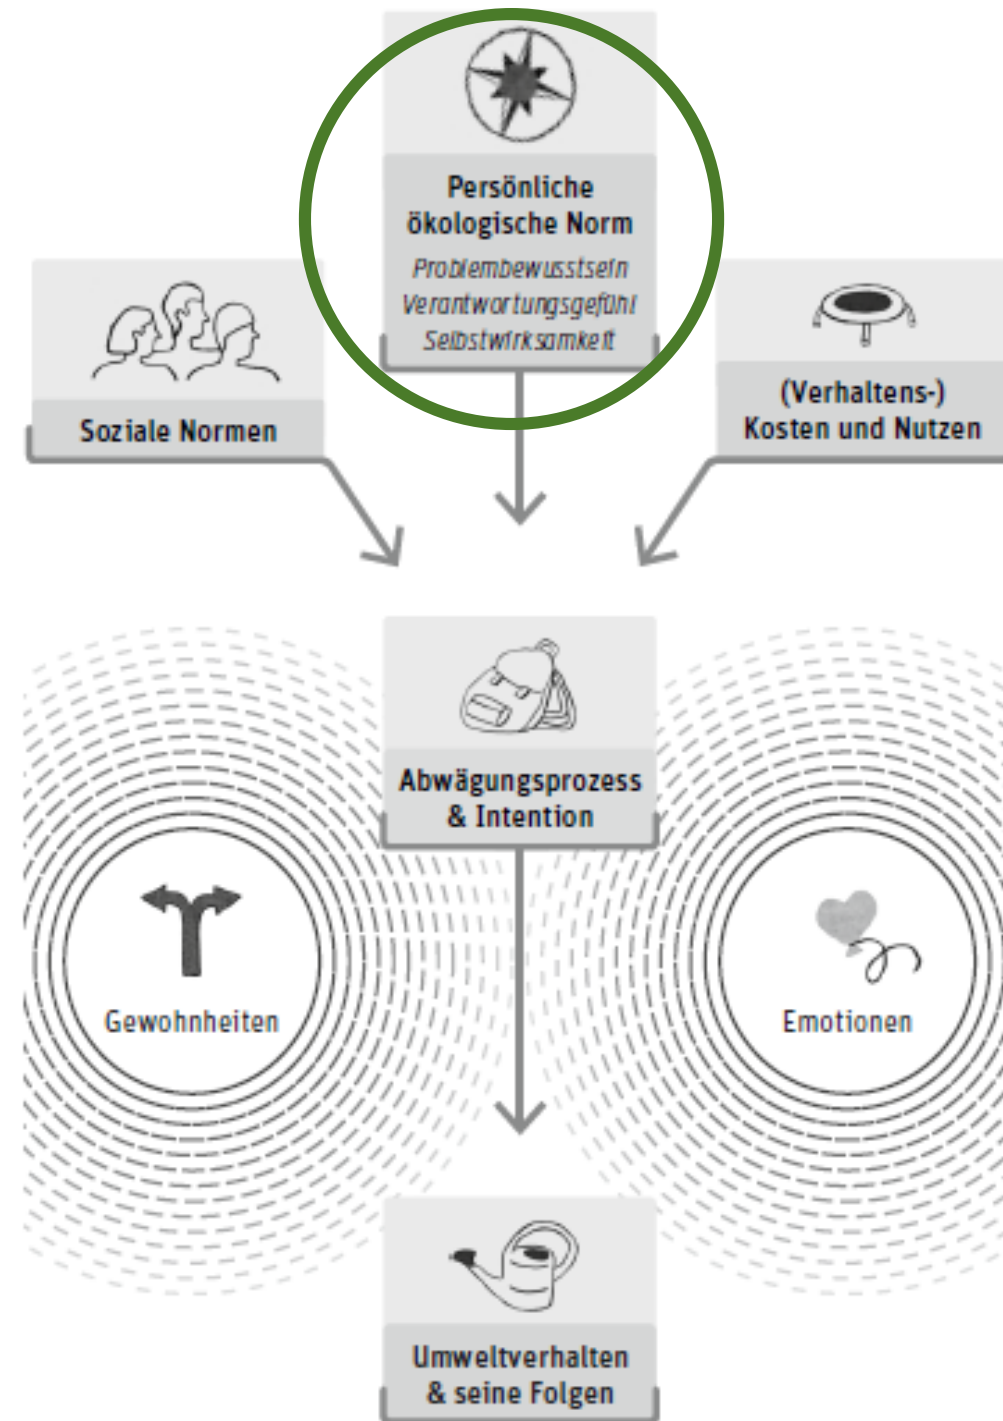 Persönliche
ökologische Norm
Problembewusstsein
Verantwortungsgefühl
Selbstwirksamkeit
Soziale Normen
(Verhaltens-)
Kosten und Nutzen
Abwägungsprozess
& Intention
Gewohnheiten
Emotionen
Umweltverhalten
& seine Folgen